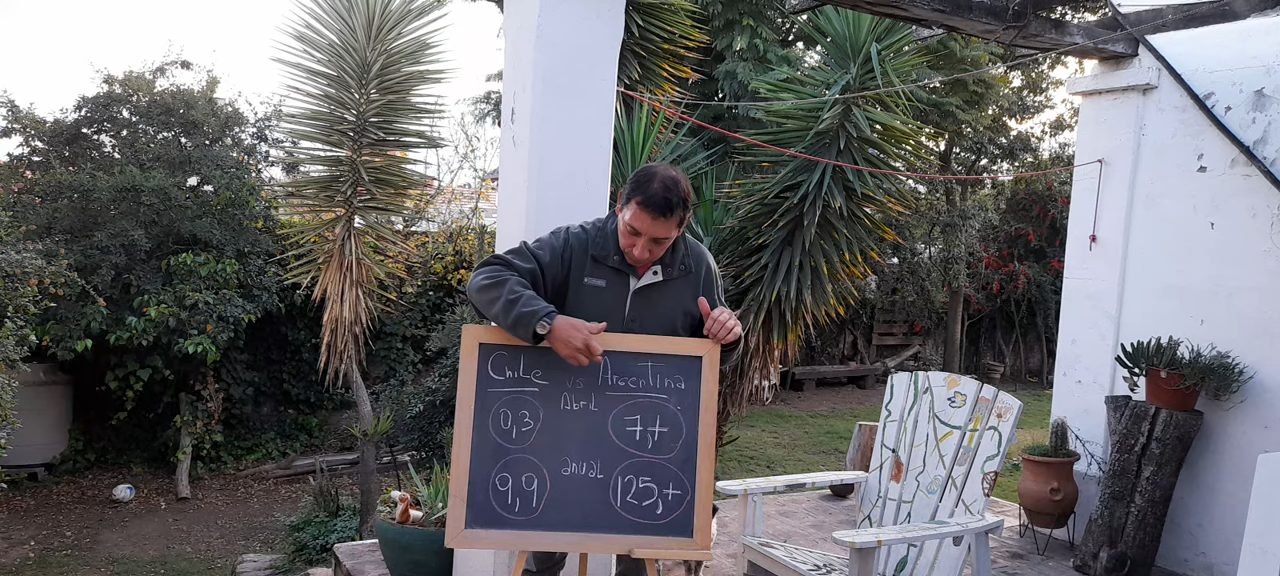 Chile vs Argentina
Abril
0,3 7,+
anual
9,9 125,+